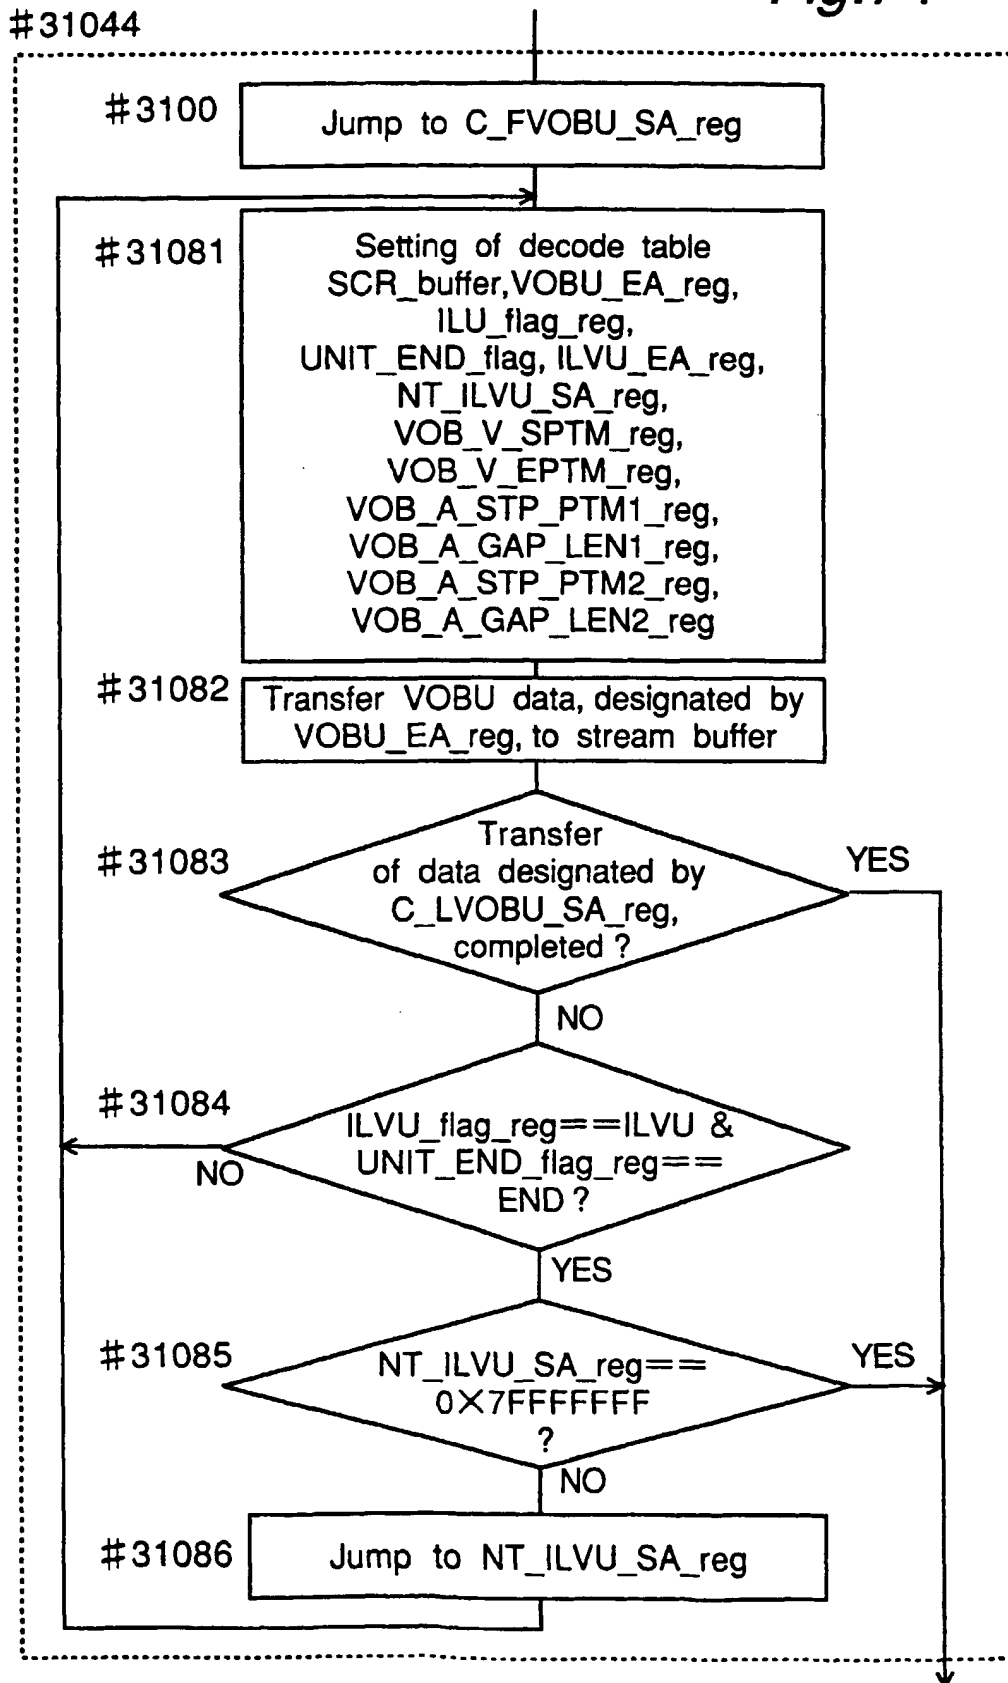 #31044
#3100
Jump to C_FVOBU_SA_reg
#31081
Setting of decode table
SCR_buffer,VOBU_EA_reg,
ILU_flag_reg,
UNIT_END_flag, ILVU_EA_reg,
NT_ILVU_SA_reg,
VOB_V_SPTM_reg,
VOB_V_EPTM_reg,
VOB_A_STP_PTM1_reg,
VOB_A_GAP_LEN1_reg,
VOB_A_STP_PTM2_reg,
VOB_A_GAP_LEN2_reg
#31082
Transfer VOBU data, designated by
VOBU_EA_reg, to stream buffer
#31083
Transfer
of data designated by
C_LVOBU_SA_reg,
completed ?
YES
NO
#31084
ILVU_flag_reg==ILVU &
UNIT_END_flag_reg==
END ?
NO
YES
#31085
NT_ILVU_SA_reg==
0X7FFFFFFF
?
YES
NO
#31086
Jump to NT_ILVU_SA_reg